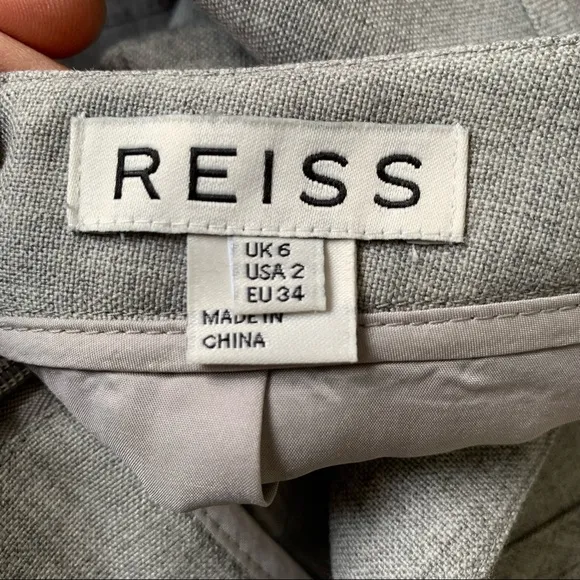 REISS
UK 6
USA 2
EU 34
MADE IN
CHINA